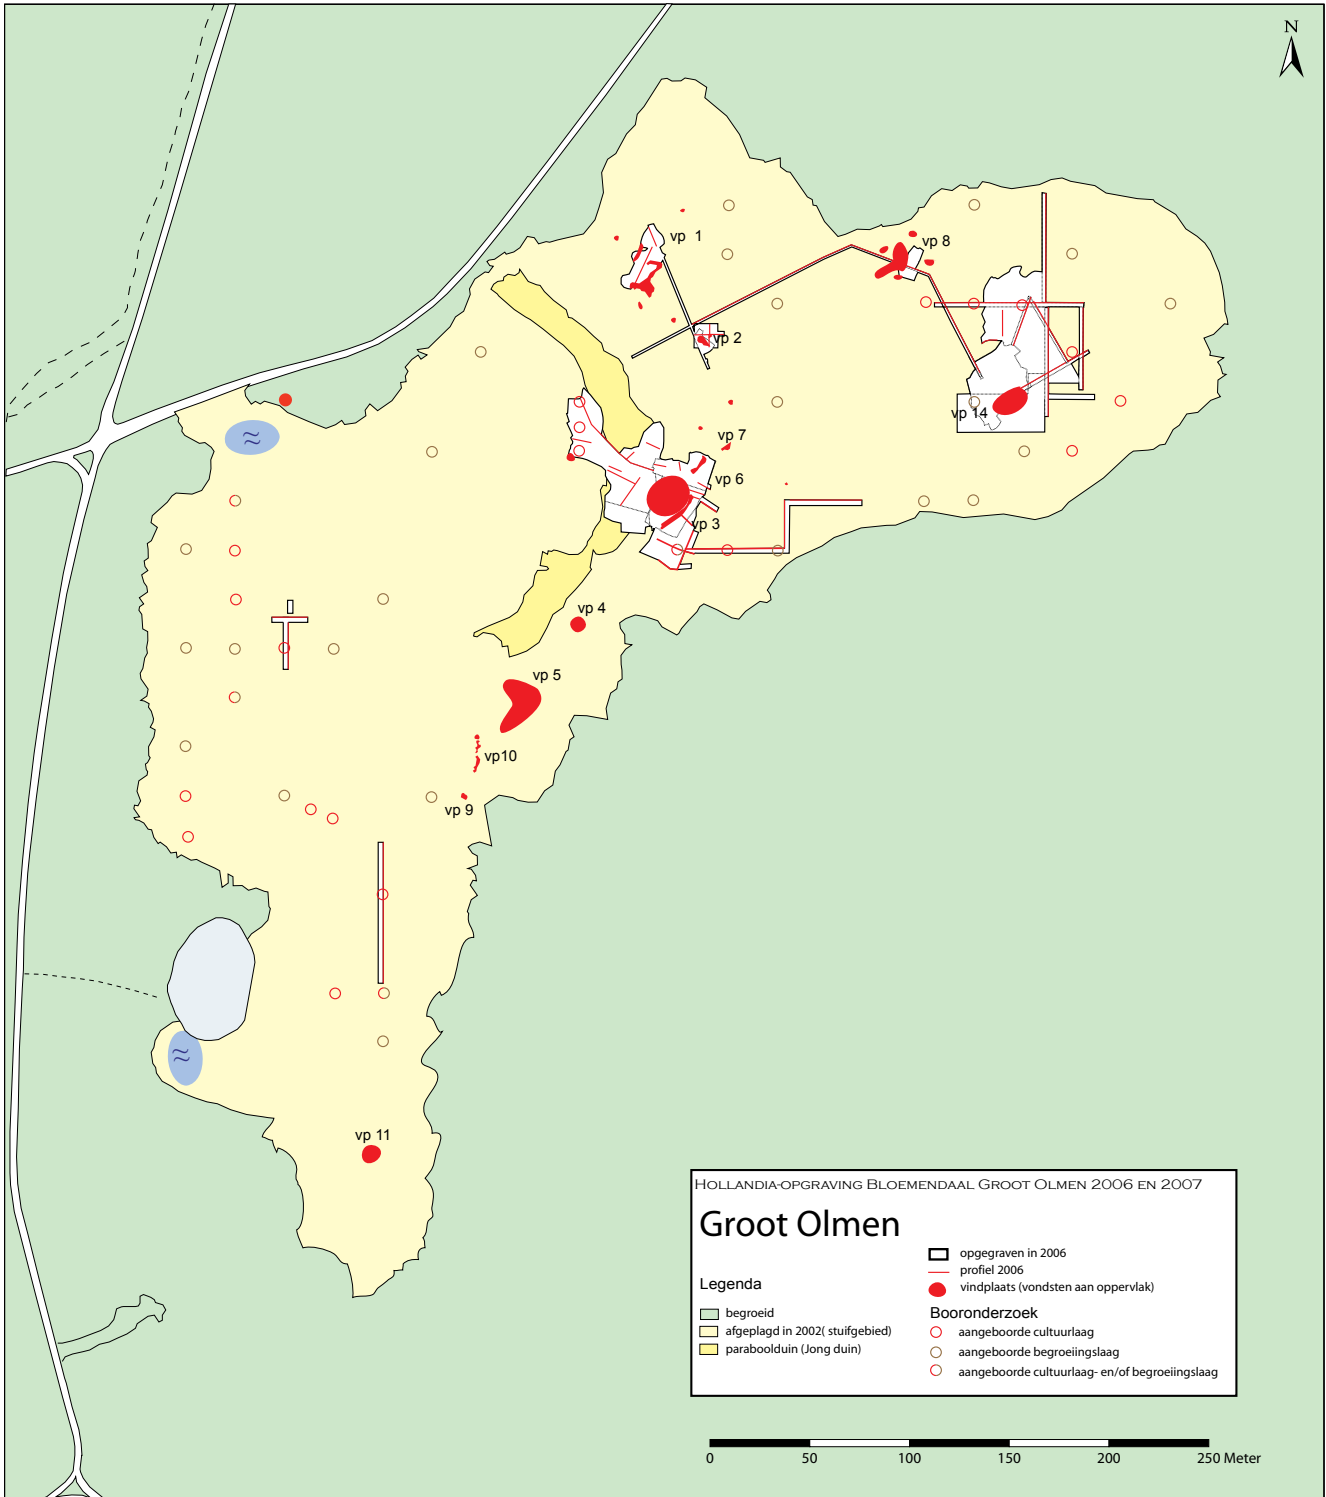 N
vp 1
vp 8
vp 2
vp 14
vp 7
vp 6
vp 3
vp 4
vp 5
vp10
vp 9
vp 11
Hollandia-opgraving Bloemendaal Groot Olmen 2006 en 2007
Groot Olmen
Legenda
begroeid
afgeplagd in 2002( stuifgebied)
paraboolduin (Jong duin)
opgegraven in 2006
profiel 2006
vindplaats (vondsten aan oppervlak)
Booronderzoek
aangeboorde cultuurlaag
aangeboorde begroeiingslaag
aangeboorde cultuurlaag- en/of begroeiingslaag
0 50 100 150 200 250 Meter